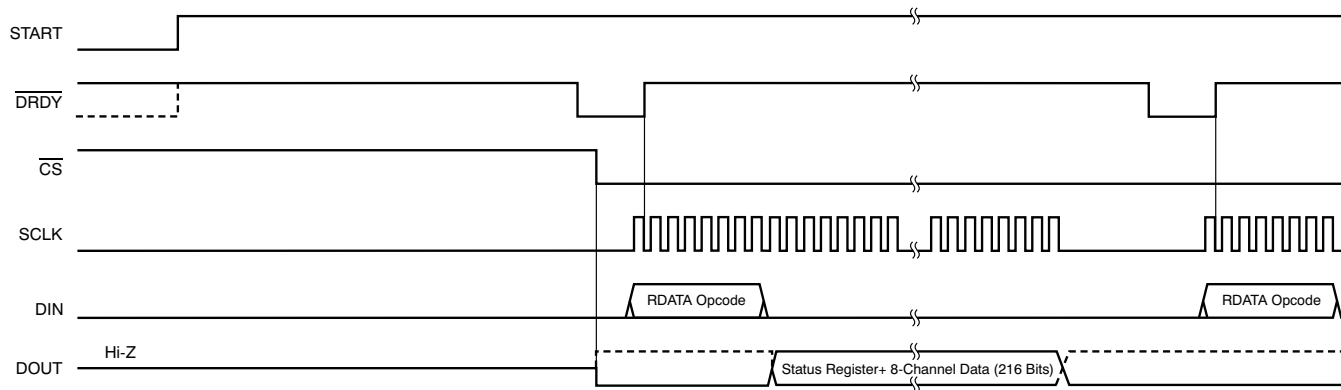 START
DRDY
CS
SCLK
DIN
RDATA Opcode
RDATA Opcode
DOUT
Hi-Z
Status Register+ 8-Channel Data (216 Bits)